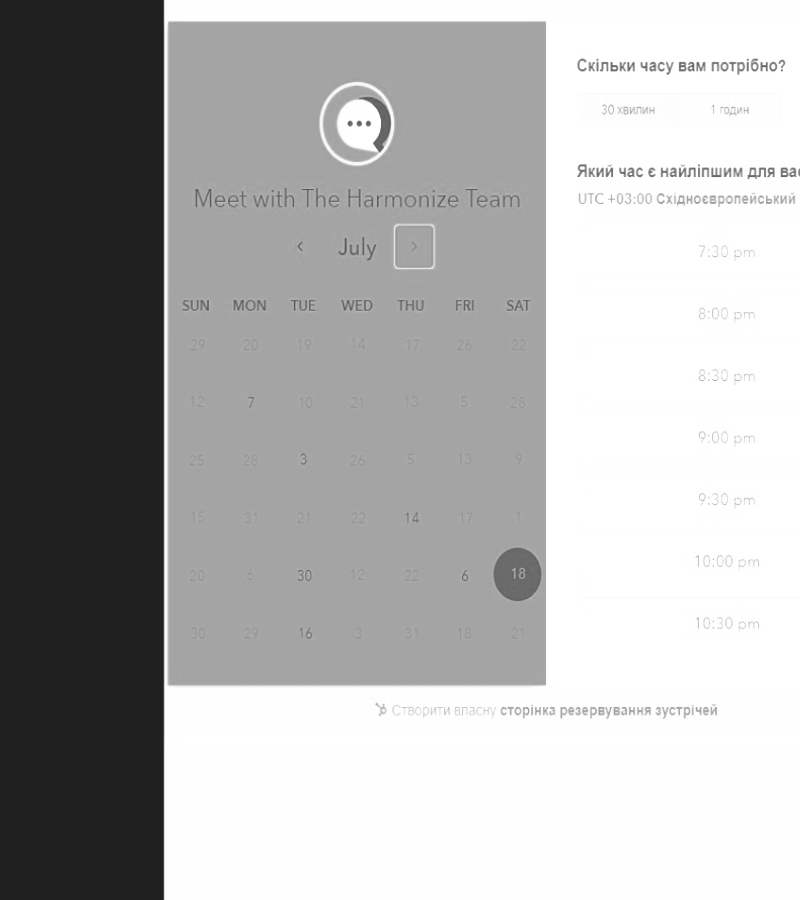 Meet with The Harmonize Team
July
SUN MON TUE WED THU FRI SAT
29 20 19 14 17 26 22
12 7 10 21 13 5 28
25 28 3 26 5 13 9
15 31 21 22 14 17 1
20 6 30 12 22 6 18
30 29 16 3 31 18 21
Скільки часу вам потрібно?
30 хвилин 1 годин
Який час є найліпшим для вас
UTC +03:00 Східноєвропейський
7:30 pm
8:00 pm
8:30 pm
9:00 pm
9:30 pm
10:00 pm
10:30 pm
Створити власну сторінка резервування зустрічей